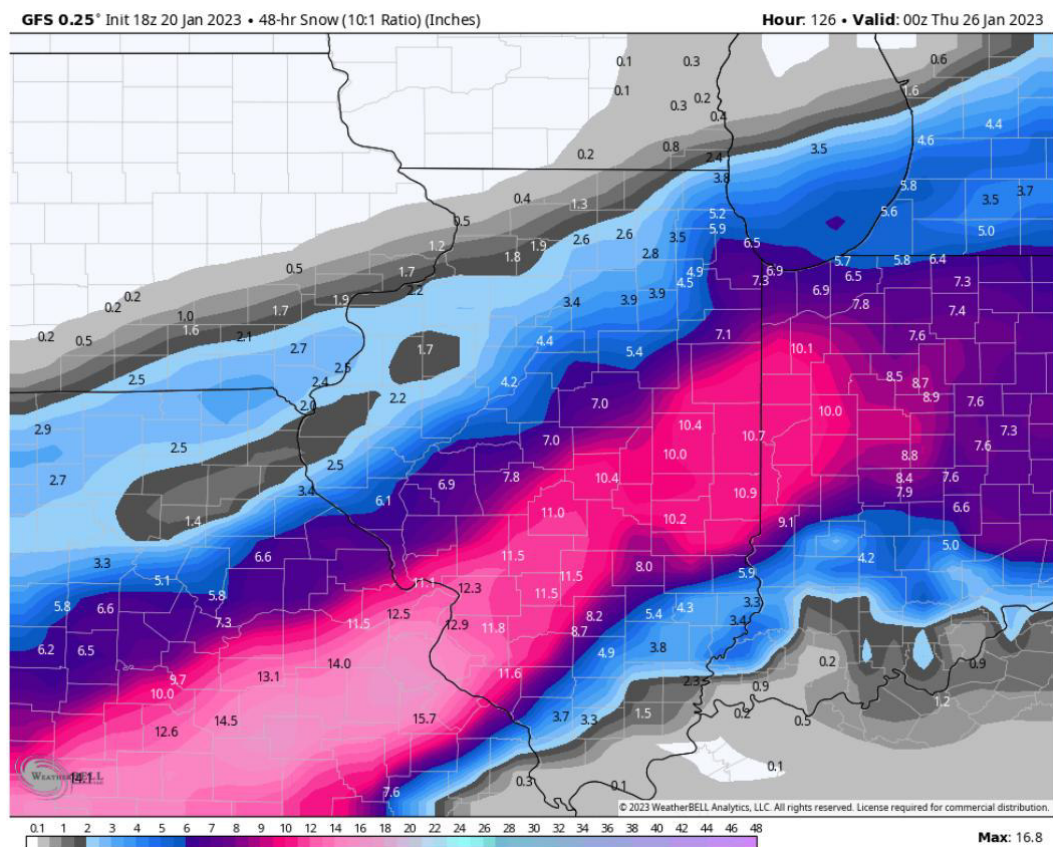 GFS 0.25° Init 18z 20 Jan 2023 • 48-hr Snow (10:1 Ratio) (Inches) Hour: 126 • Valid: 00z Thu 26 Jan 2023
0.1 0.3 0.6
0.1 0.2 1.6
0.3 0.4 4.4
0.2 0.8 2.4 3.5 4.6
0.4 1.3 3.8 5.8 3.5 3.7
0.5 5.2 5.6
1.2 1.9 2.6 2.6 3.5 5.9 6.5 5.0
0.5 1.7 1.8 2.8 4.9 6.9 5.7 5.8 6.4
0.2 1.9 2.2 3.4 3.9 3.9 4.5 7.3 6.9 6.5 7.3
0.2 1.0 1.7 7.8 7.4
0.2 0.5 1.6 2.1 2.7 4.4 7.1 7.6
1.7 5.4 10.1
2.5 2.4 2.5 4.2 8.5 8.7
2.0 2.2 7.0 10.0 8.9 7.6
2.9 2.5 7.0 10.4 10.7 7.3
2.5 10.0 8.8 7.6
2.7 3.4 6.9 7.8 10.4 10.9 8.4 7.6
1.4 6.1 11.0 10.2 9.1 7.9 6.6
3.3 6.6 11.5 8.0 4.2 5.0
5.1 11.1 12.3 11.5 5.9
5.8 6.6 5.8 12.5 11.5 8.2 5.4 4.3 3.3
7.3 11.5 12.9 11.8 8.7 3.4
6.2 6.5 14.0 4.9 3.8 0.2 0.9
9.7 13.1 11.6 2.3 0.9
10.0 14.5 15.7 3.7 3.3 1.5 0.2 0.5 1.2
12.6
WEATHERBELL 14.1 0.3 0.1 0.1
7.6
© 2023 WeatherBELL Analytics, LLC. All rights reserved. License required for commercial distribution.
0.1 1 2 3 4 5 6 7 8 9 10 12 14 16 18 20 22 24 26 28 30 32 34 36 38 40 42 44 46 48 Max: 16.8